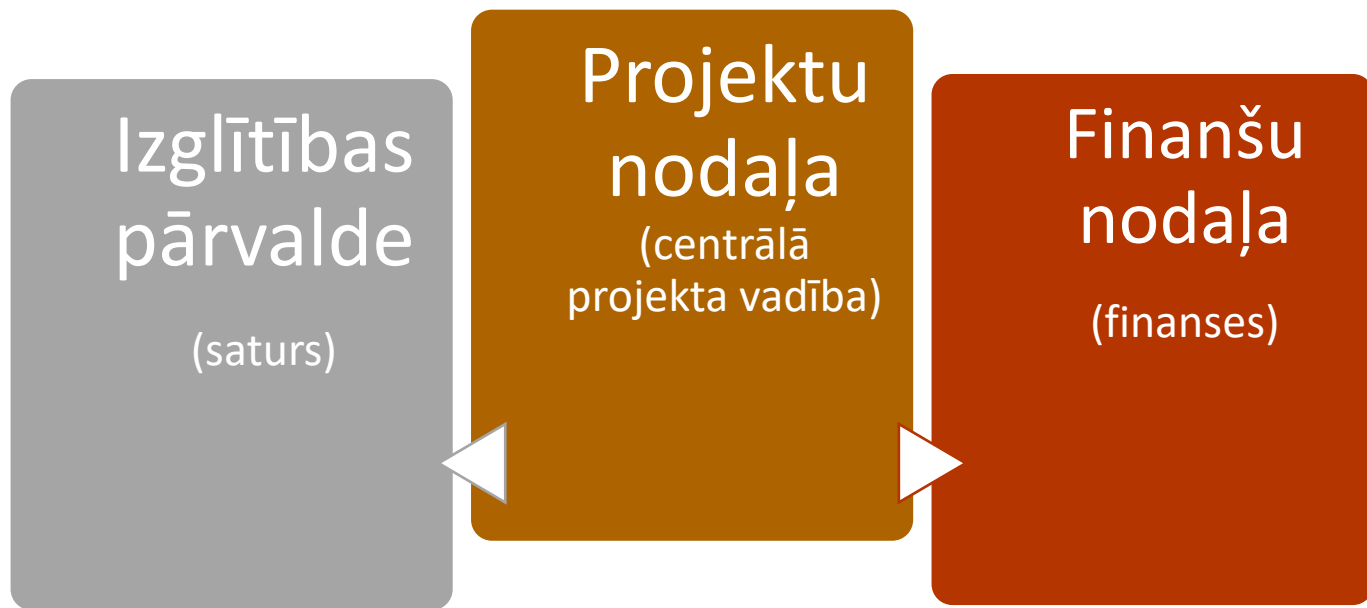 Izglītības
pārvalde
(saturs)
Projektu
nodaļa
(centrālā
projekta vadība)
Finanšu
nodaļa
(finanses)